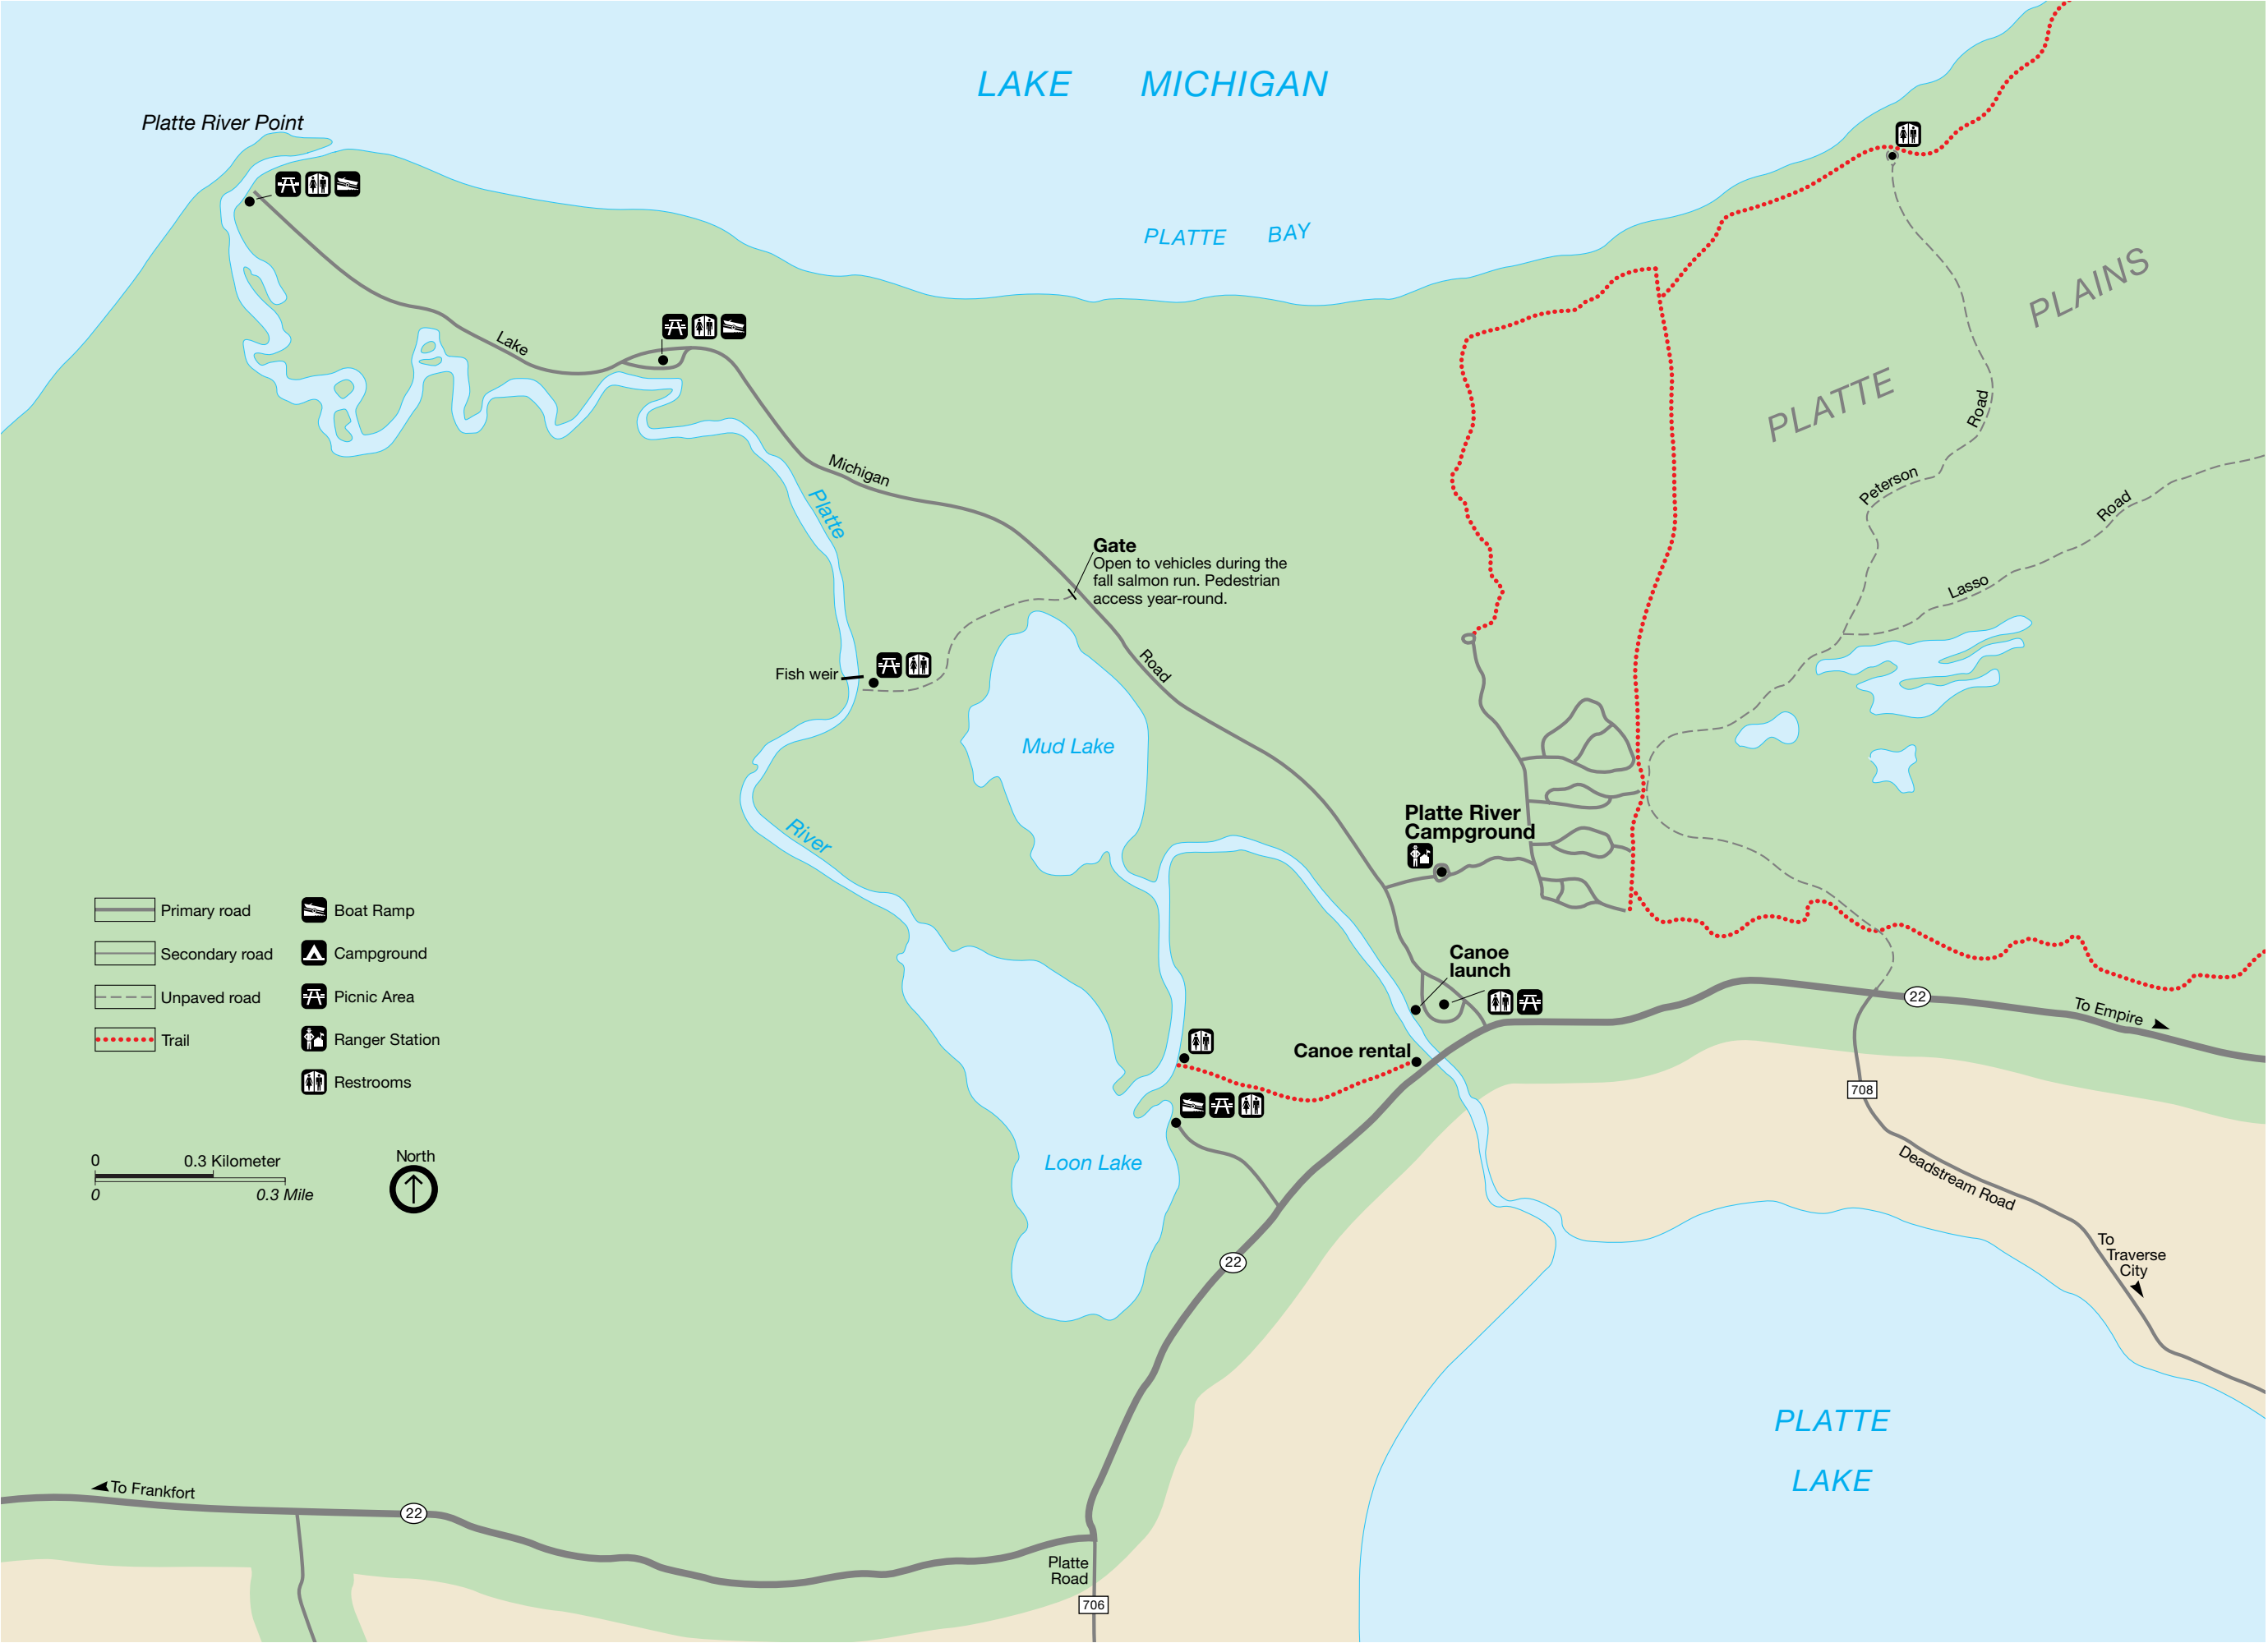 LAKE MICHIGAN
Platte River Point
PLATTE BAY
PLATTE PLAINS
Lake
Michigan
Road
Platte
River
Gate
Open to vehicles during the
fall salmon run. Pedestrian
access year-round.
Peterson
Road
Lasso
Road
Fish weir
Mud Lake
Platte River
Campground
Canoe
launch
Canoe rental
Loon Lake
22
To Empire
708
Deadstream Road
To
Traverse
City
22
PLATTE
LAKE
Primary road
Secondary road
Unpaved road
Trail
Boat Ramp
Campground
Picnic Area
Ranger Station
Restrooms
0
0.3 Kilometer
0
0.3 Mile
North
To Frankfort
22
Platte
Road
706